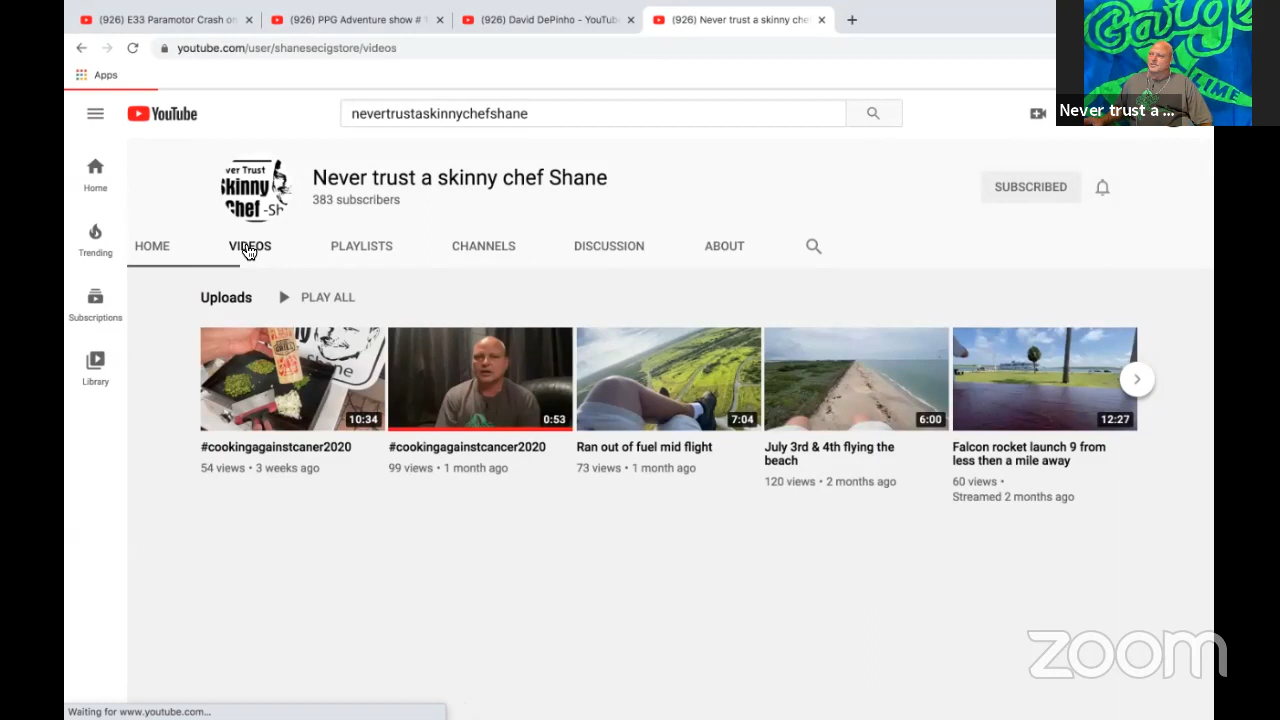 (926) E33 Paramotor Crash on
(926) PPG Adventure show #
(926) David DePinho - YouTub
(926) Never trust a skinny che
youtube.com/user/shanesecigstore/videos
Apps
YouTube
nevertrustaskinnychefshane
Never trust a ...
Home
Trending
Subscriptions
Library
ver Trust
Skinny
Chef -Sh
Never trust a skinny chef Shane
383 subscribers
SUBSCRIBED
HOME
VIDEOS
PLAYLISTS
CHANNELS
DISCUSSION
ABOUT
Uploads
PLAY ALL
10:34
0:53
7:04
6:00
12:27
#cookingagainstcaner2020
54 views • 3 weeks ago
#cookingagainstcancer2020
99 views • 1 month ago
Ran out of fuel mid flight
73 views • 1 month ago
July 3rd & 4th flying the
beach
120 views • 2 months ago
Falcon rocket launch 9 from
less then a mile away
60 views •
Streamed 2 months ago
zoom
Waiting for www.youtube.com...